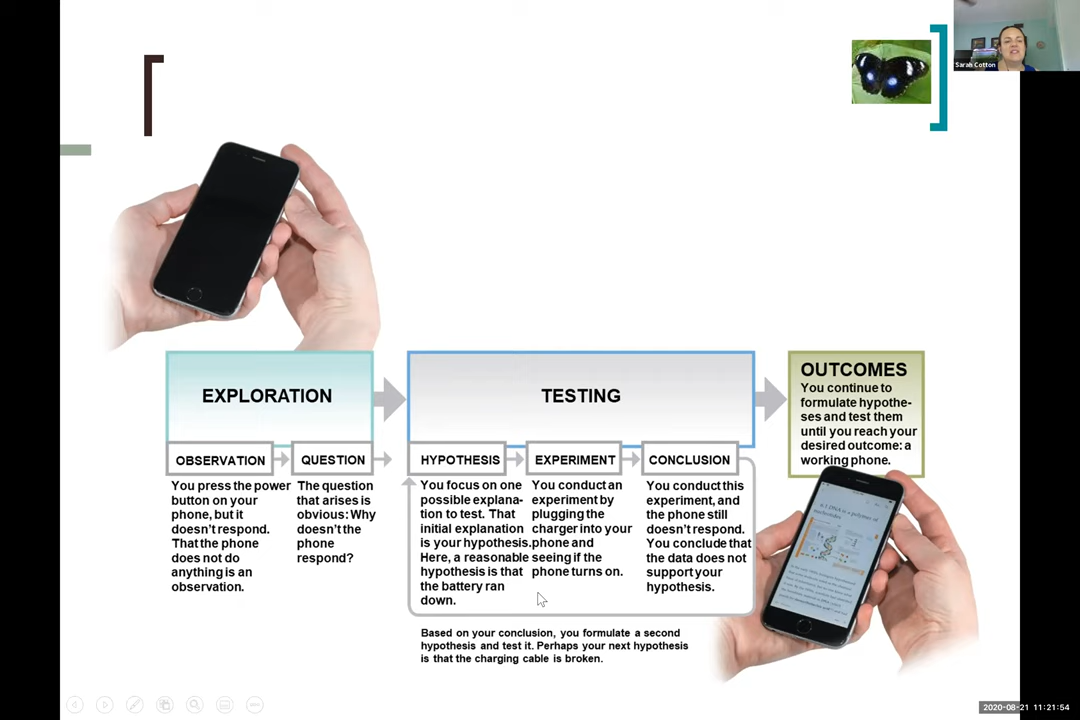 Sarah Cotton
EXPLORATION
TESTING
OUTCOMES
You continue to
formulate hypothe-
ses and test them
until you reach your
desired outcome: a
working phone.
OBSERVATION
QUESTION
HYPOTHESIS
EXPERIMENT
CONCLUSION
You press the power
button on your
phone, but it
doesn't respond.
That the phone
does not do
anything is an
observation.
The question
that arises is
obvious: Why
doesn't the
phone
respond?
You focus on one
possible explana-
tion to test. That
initial explanation
is your hypothesis.
Here, a reasonable
hypothesis is that
the battery ran
down.
You conduct an
experiment by
plugging the
charger into your
phone and
seeing if the
phone turns on.
You conduct this
experiment, and
the phone still
doesn't respond.
You conclude that
the data does not
support your
hypothesis.
Based on your conclusion, you formulate a second
hypothesis and test it. Perhaps your next hypothesis
is that the charging cable is broken.
2020-08-21 11:21:54